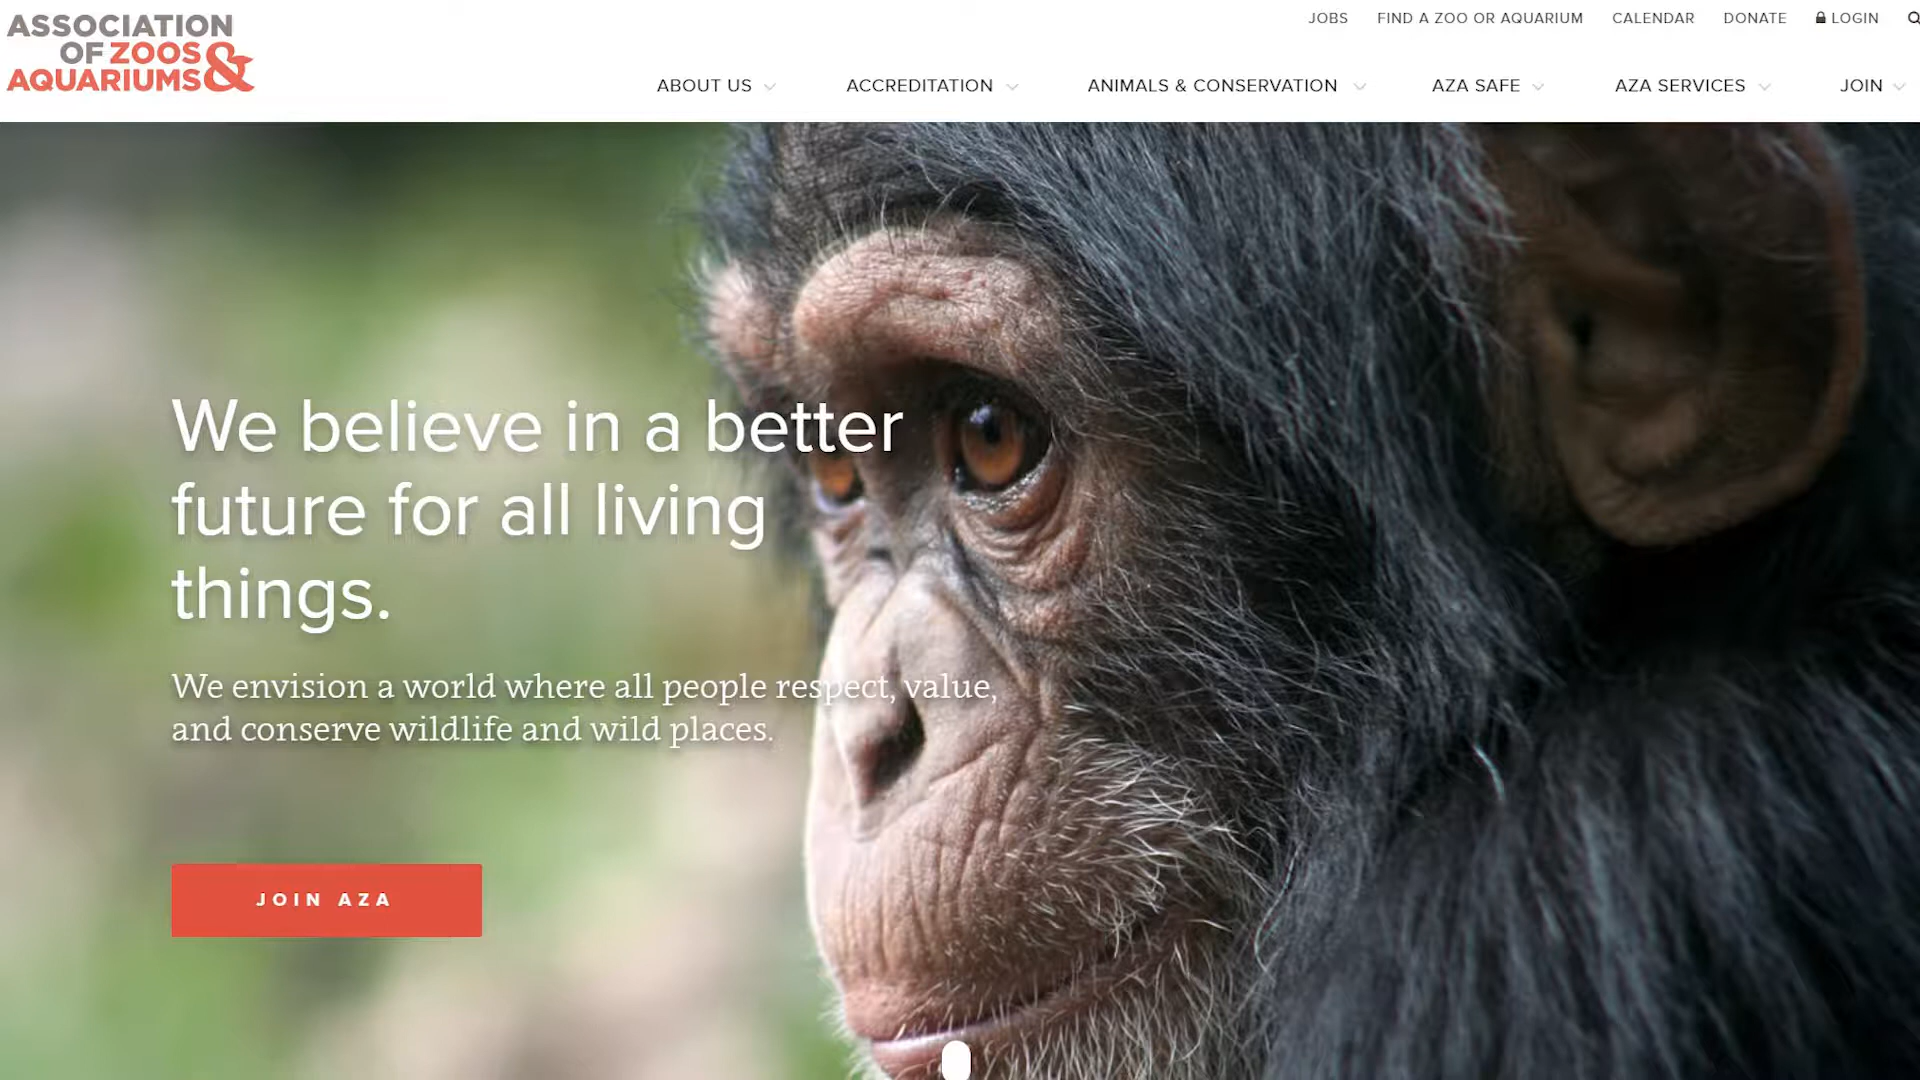 ASSOCIATION
OF ZOOS &
AQUARIUMS
JOBS FIND A ZOO OR AQUARIUM CALENDAR DONATE LOGIN
ABOUT US ACCREDITATION ANIMALS & CONSERVATION AZA SAFE AZA SERVICES JOIN
We believe in a better
future for all living
things.
We envision a world where all people respect, value,
and conserve wildlife and wild places.
JOIN AZA